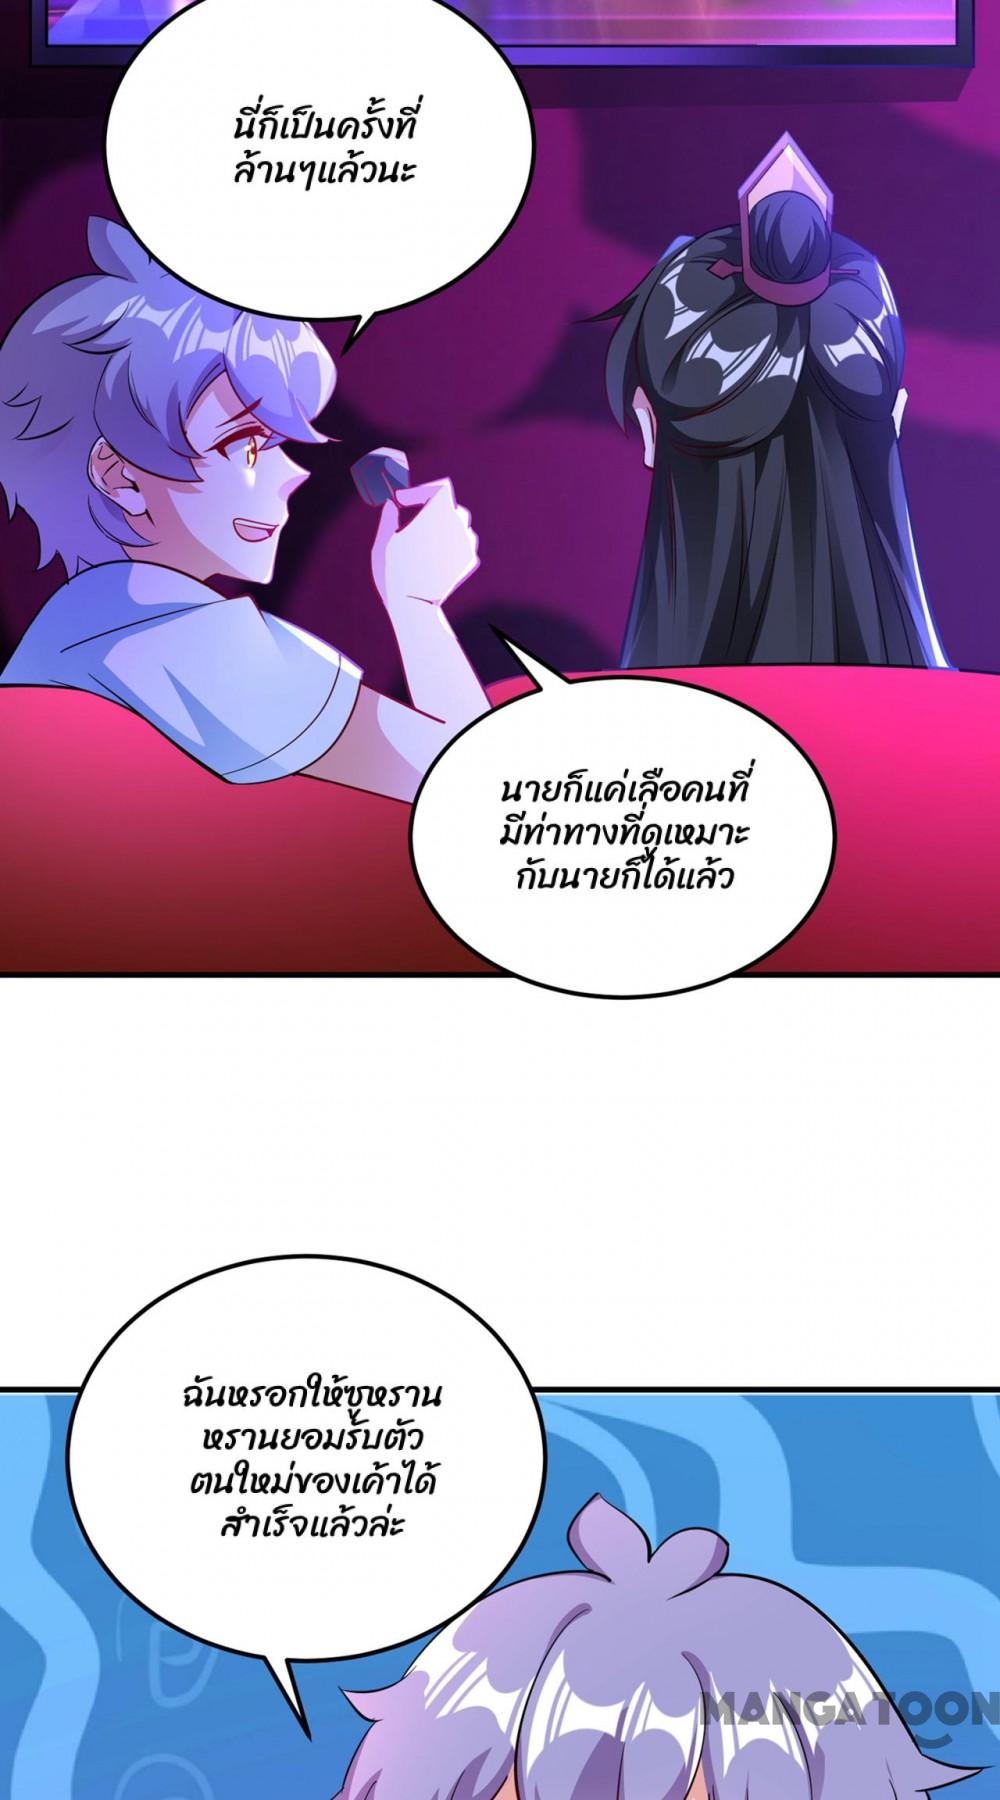 นี่ก็เป็นครั้งที่
ล้านๆแล้วนะ
นายก็แค่เลือคนที่
มีท่าทางที่ดูเหมาะ
กับนายก็ได้แล้ว
ฉันหรอกให้ซูหราน
หรานยอมรับตัว
ตนใหม่ของเค้าได้
สำเร็จแล้วล่ะ
MANGATOON